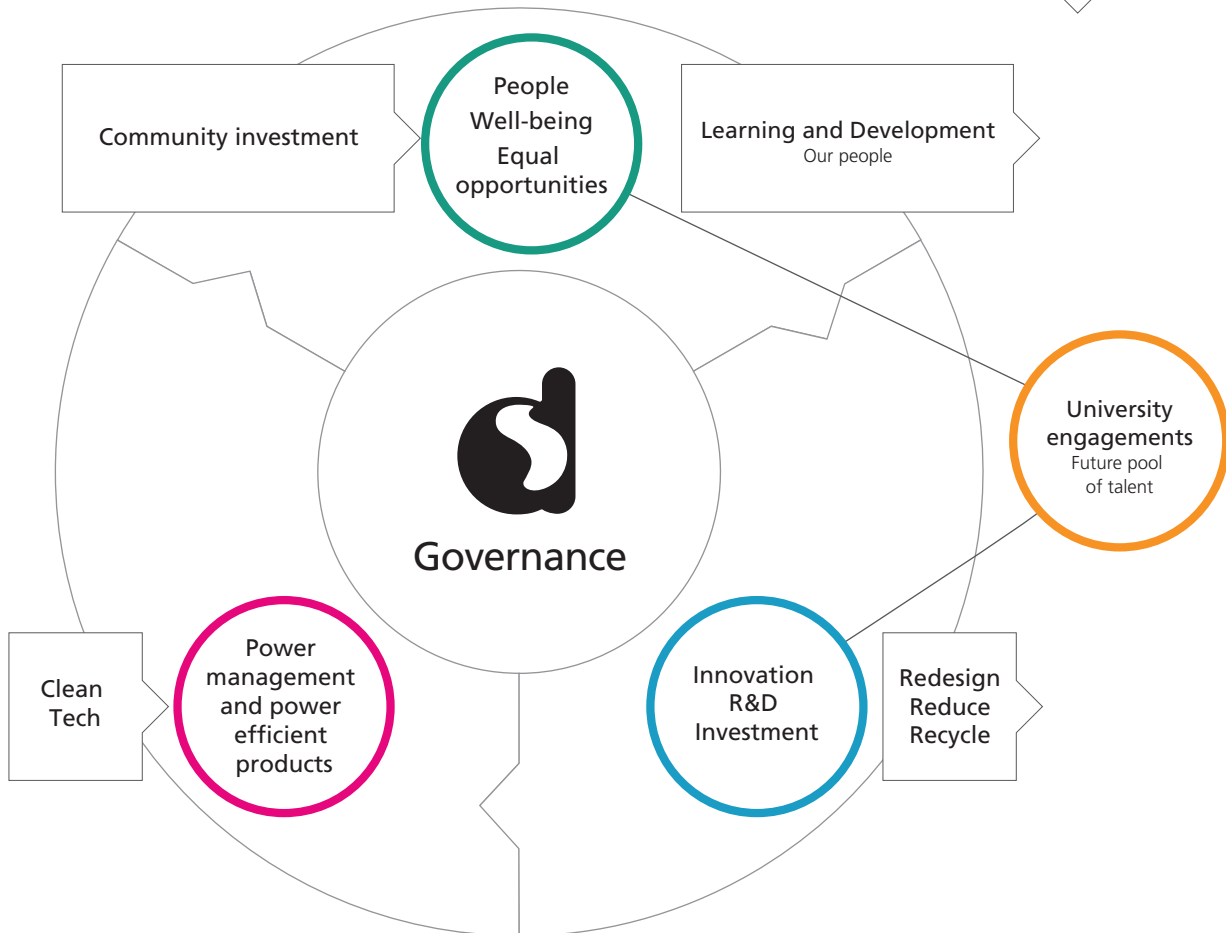 Community investment
People
Well-being
Equal
opportunities
Learning and Development
Our people
University
engagements
Future pool
of talent
Governance
Clean
Tech
Power
management
and power
efficient
products
Innovation
R&D
Investment
Redesign
Reduce
Recycle